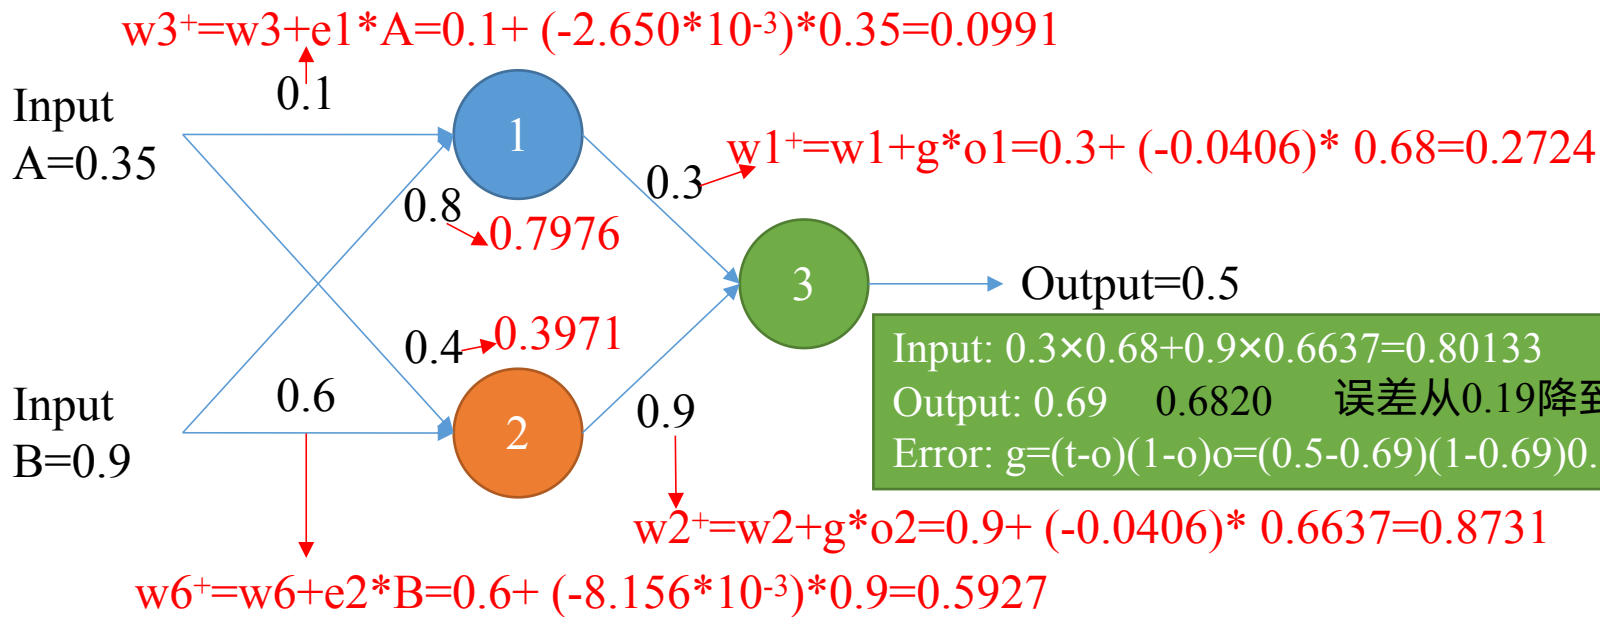 w3⁺=w3+e1*A=0.1+ (-2.650*10⁻³)*0.35=0.0991
0.1
Input
A=0.35
1
w1⁺=w1+g*o1=0.3+ (-0.0406)* 0.68=0.2724
0.3
0.8
0.7976
3
Output=0.5
0.4
0.3971
Input: 0.3×0.68+0.9×0.6637=0.80133
Output: 0.69 0.6820 误差从0.19降到
Error: g=(t-o)(1-o)o=(0.5-0.69)(1-0.69)0.
Input
B=0.9
0.6
2
0.9
w2⁺=w2+g*o2=0.9+ (-0.0406)* 0.6637=0.8731
w6⁺=w6+e2*B=0.6+ (-8.156*10⁻³)*0.9=0.5927